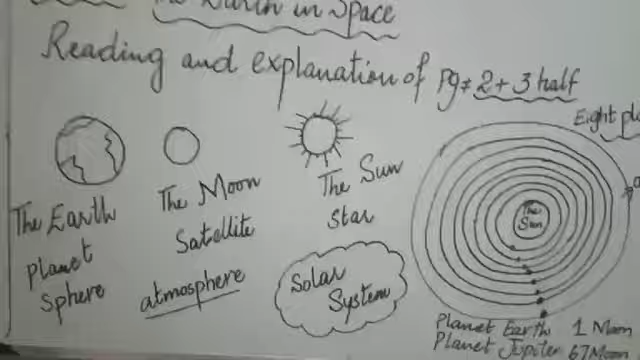 The Earth in Space
Reading and explanation of pg# 2 + 3 half
Eight pla
The Earth
Planet
Sphere
The Moon
Satellite
atmosphere
The Sun
Star
Solar
System
The
Sun
Planet Earth 1 Moon
Planet Jupiter 67 Moon